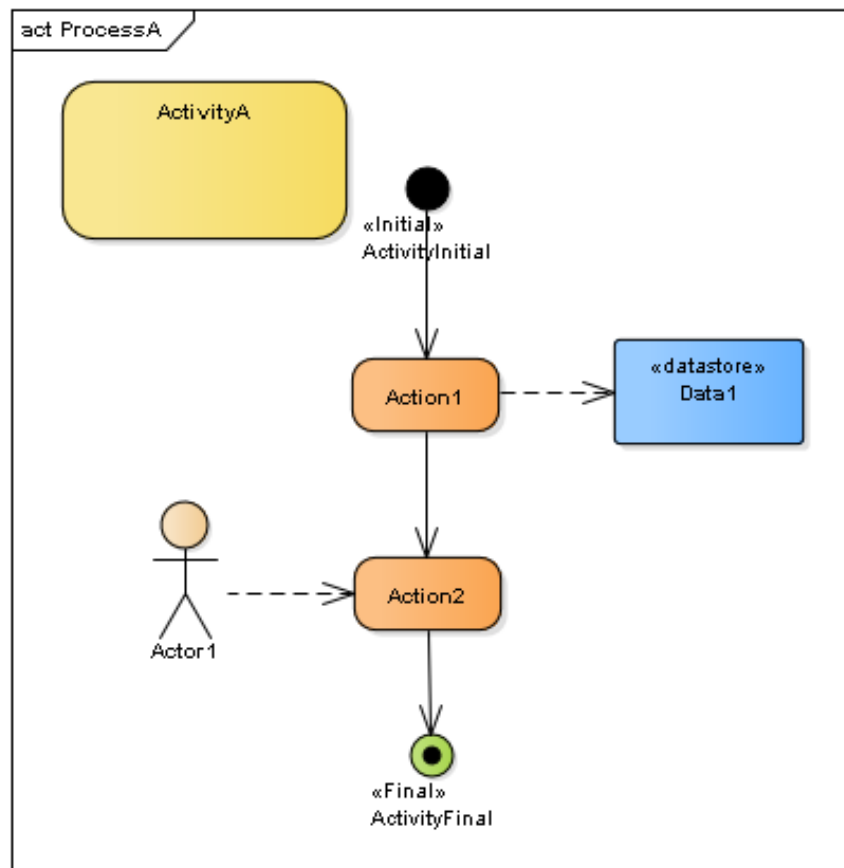 act ProcessA
ActivityA
«Initial»
ActivityInitial
Action1
«datastore»
Data1
Action2
Actor1
«Final»
ActivityFinal